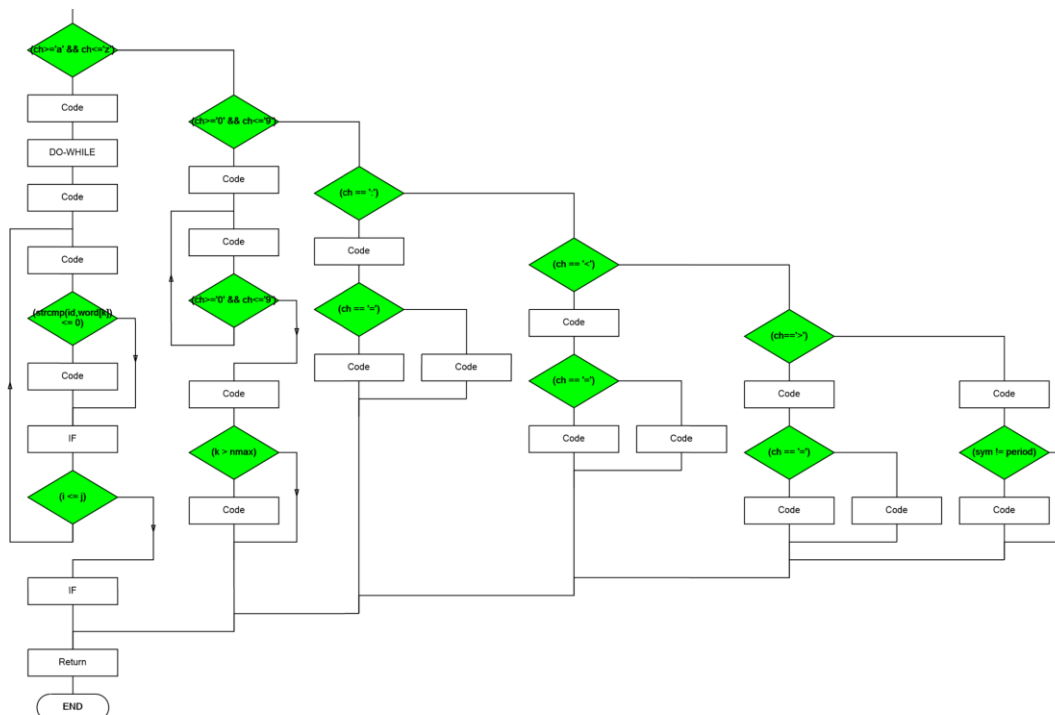 (ch>='a' && ch<='z')
Code
DO-WHILE
Code
Code
(strcmp(id,word[k])
<= 0)
Code
IF
(i <= j)
IF
Return
END
(ch>='0' && ch<='9')
Code
Code
(ch>='0' && ch<='9')
Code
(k > nmax)
Code
(ch == ':')
Code
(ch == '=')
Code
Code
(ch == '<')
Code
(ch == '=')
Code
Code
(ch=='>')
Code
(ch == '=')
Code
Code
Code
(sym != period)
Code